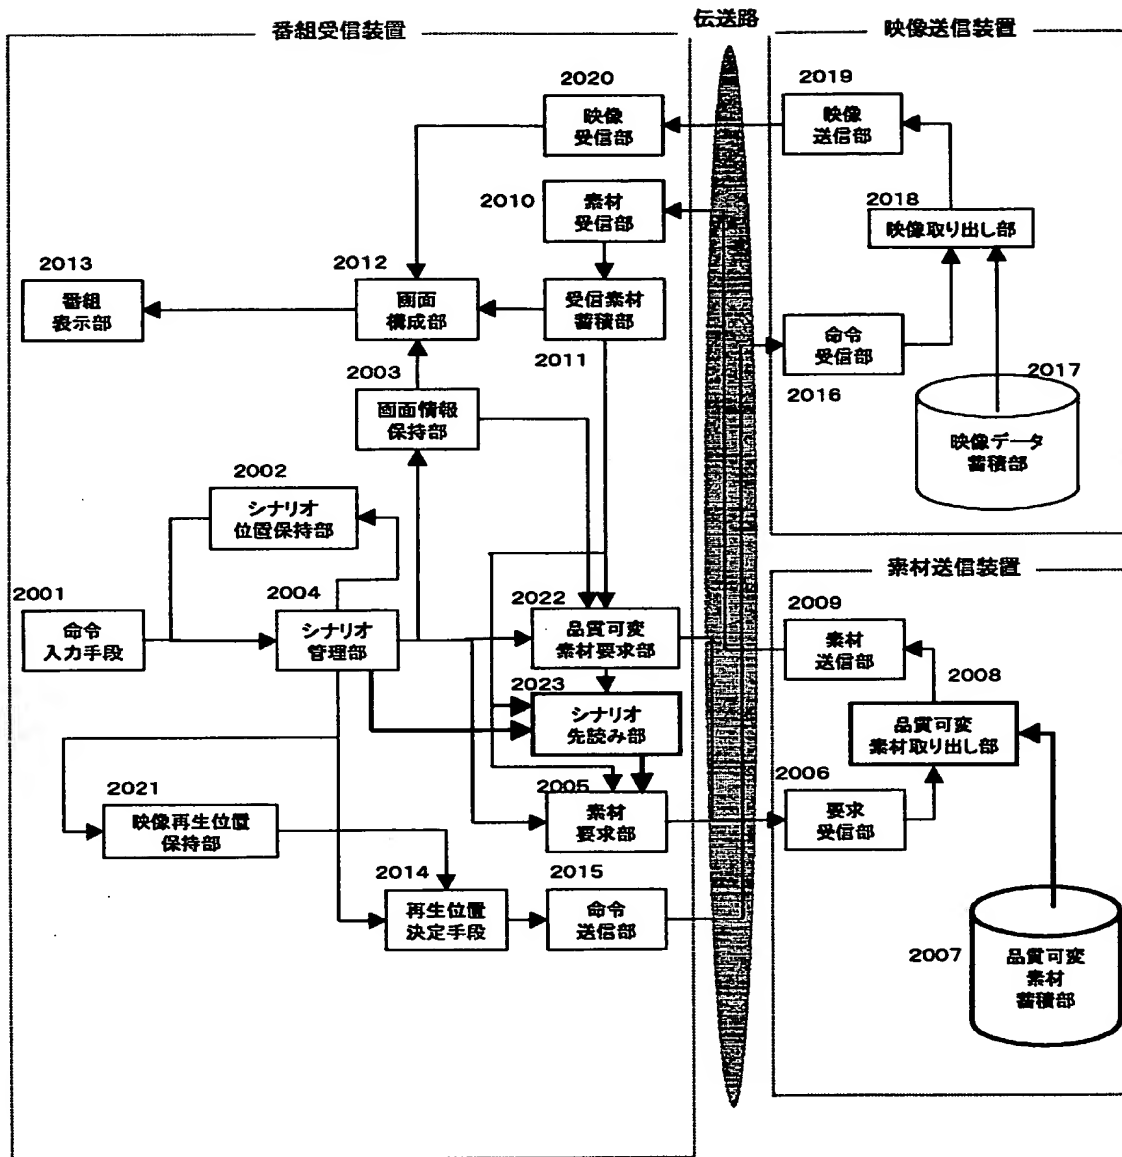 番組受信装置
伝送路
映像送信装置
2020
映像
受信部
2019
映像
送信部
2010
素材
受信部
2018
映像取り出し部
2013
番組
表示部
2012
画面
構成部
受信素材
蓄積部
2011
命令
受信部
2016
2017
映像データ
蓄積部
2003
画面情報
保持部
2002
シナリオ
位置保持部
素材送信装置
2001
命令
入力手段
2004
シナリオ
管理部
2022
品質可変
素材要求部
2009
素材
送信部
2023
シナリオ
先読み部
2008
品質可変
素材取り出し部
2021
映像再生位置
保持部
2005
素材
要求部
2006
要求
受信部
2014
再生位置
決定手段
2015
命令
送信部
2007
品質可変
素材
蓄積部